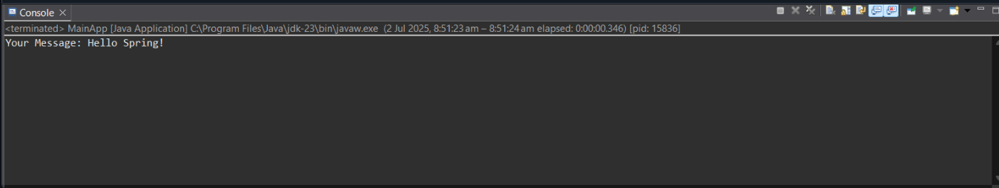 Console
<terminated> MainApp [Java Application] C:\Program Files\Java\jdk-23\bin\javaw.exe (2 Jul 2025, 8:51:23 am – 8:51:24 am elapsed: 0:00:00.346) [pid: 15836]
Your Message: Hello Spring!